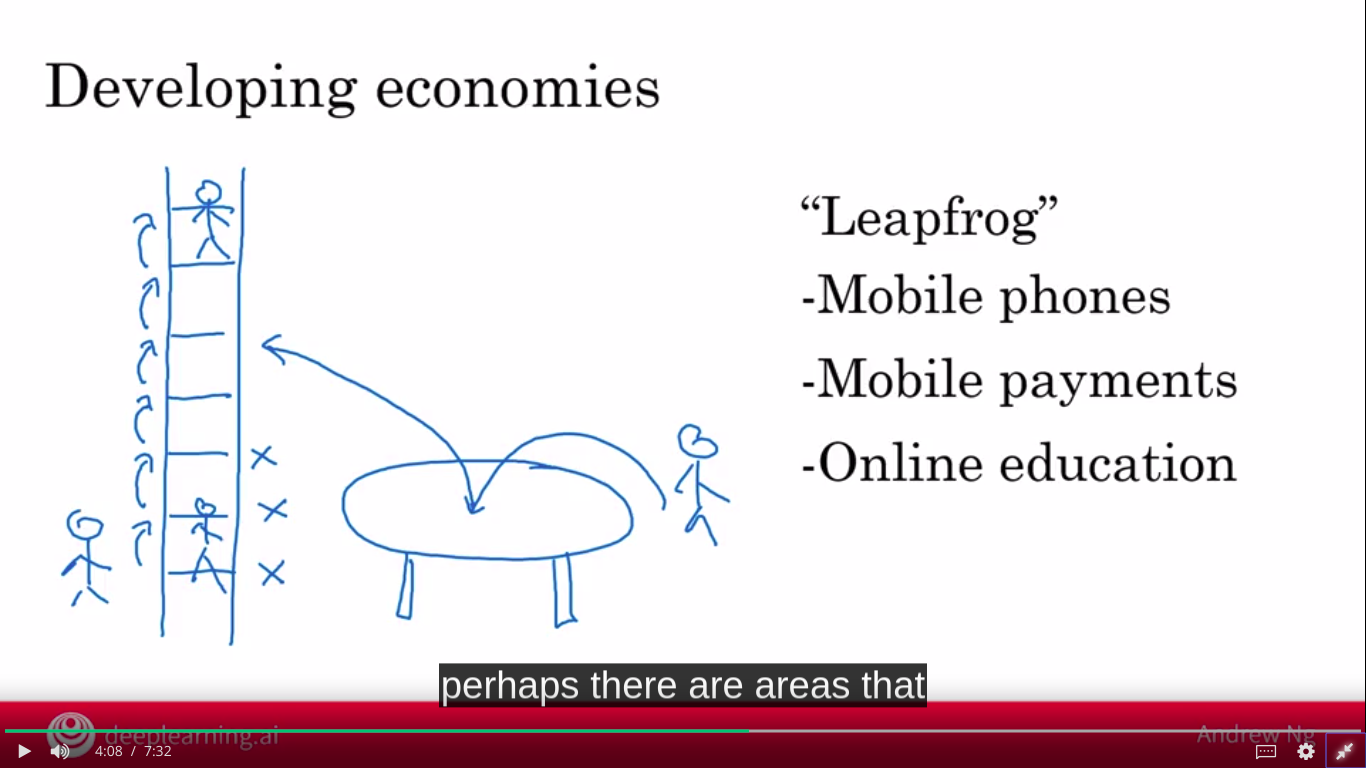 Developing economies
“Leapfrog”
-Mobile phones
-Mobile payments
-Online education
perhaps there are areas that
deeplearning.ai
Andrew Ng
4:08 / 7:32